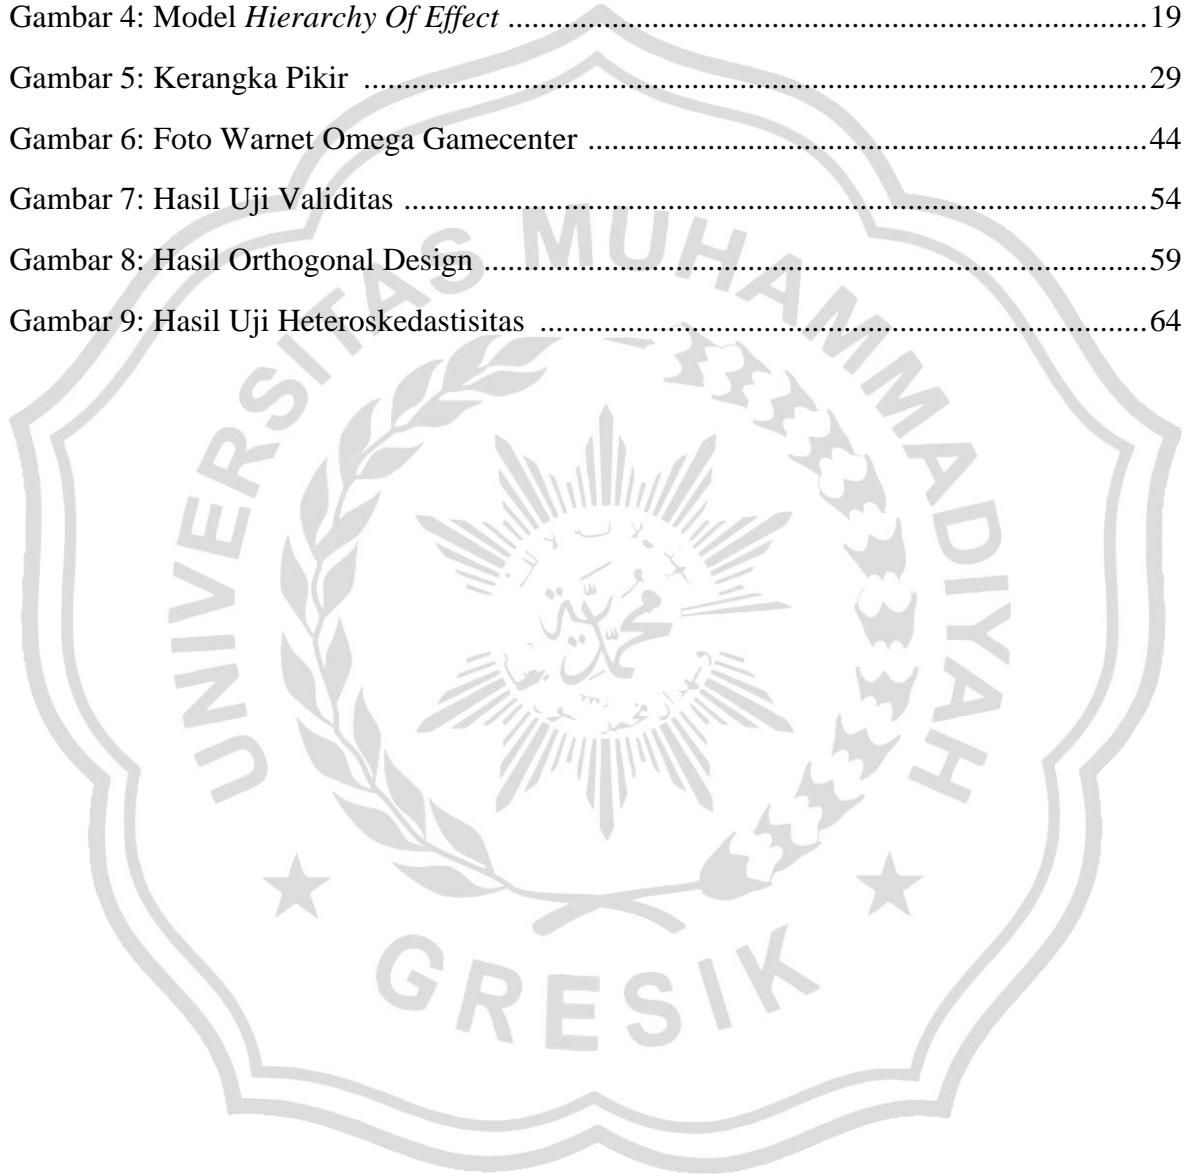 Gambar 4: Model Hierarchy Of Effect ........................................................................................19
Gambar 5: Kerangka Pikir ........................................................................................29
Gambar 6: Foto Warnet Omega Gamecenter ........................................................................................44
Gambar 7: Hasil Uji Validitas ........................................................................................54
Gambar 8: Hasil Orthogonal Design ........................................................................................59
Gambar 9: Hasil Uji Heteroskedastisitas ........................................................................................64
UNIVERSITAS MUHAMMADIYAH
GRESIK